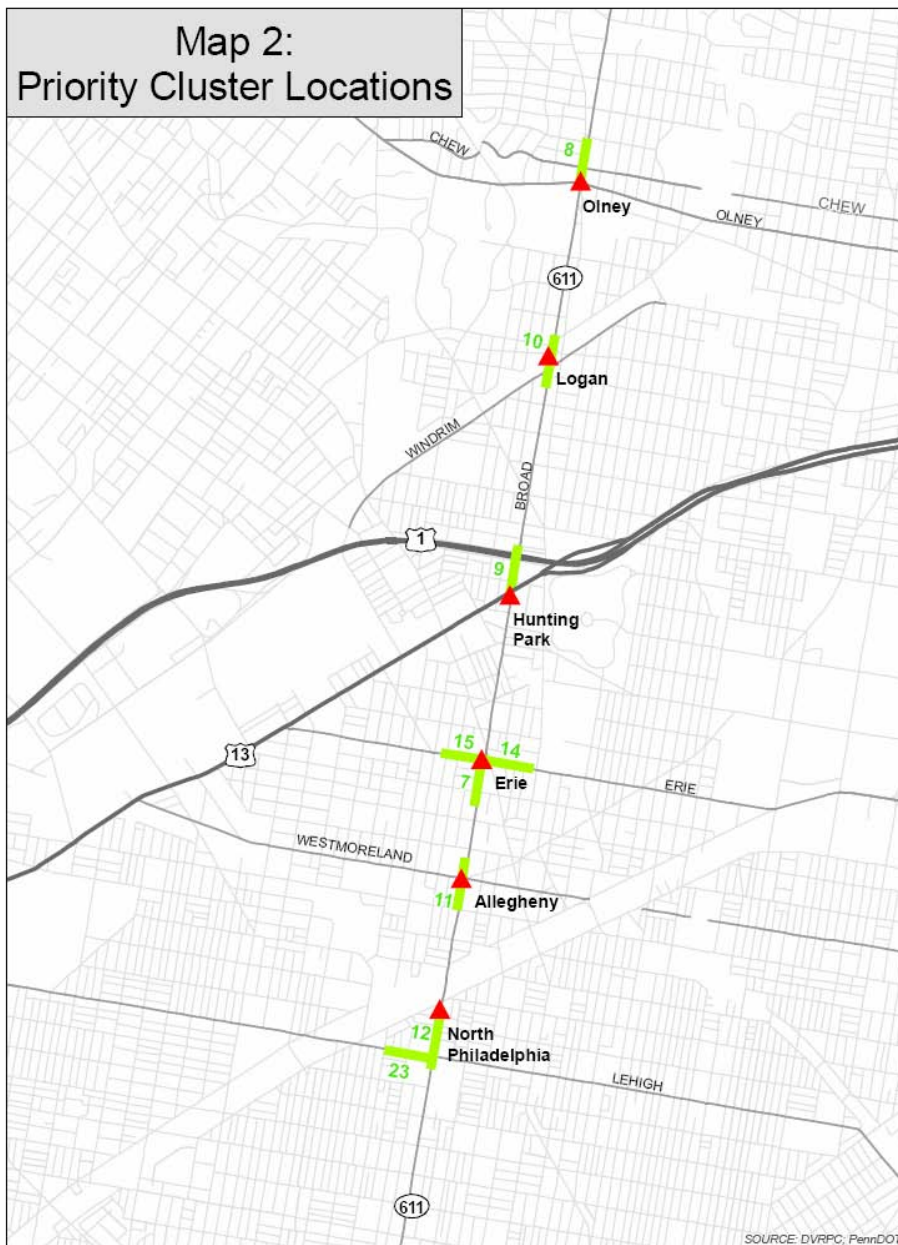 Map 2:
Priority Cluster Locations
CHEW
8
Olney
CHEW
OLNEY
611
10
Logan
WINDRIM
BROAD
1
9
Hunting
Park
13
15
14
7
Erie
ERIE
WESTMORELAND
11
Allegheny
12
North
Philadelphia
23
LEHIGH
611
SOURCE: DVRPC; PennDOT